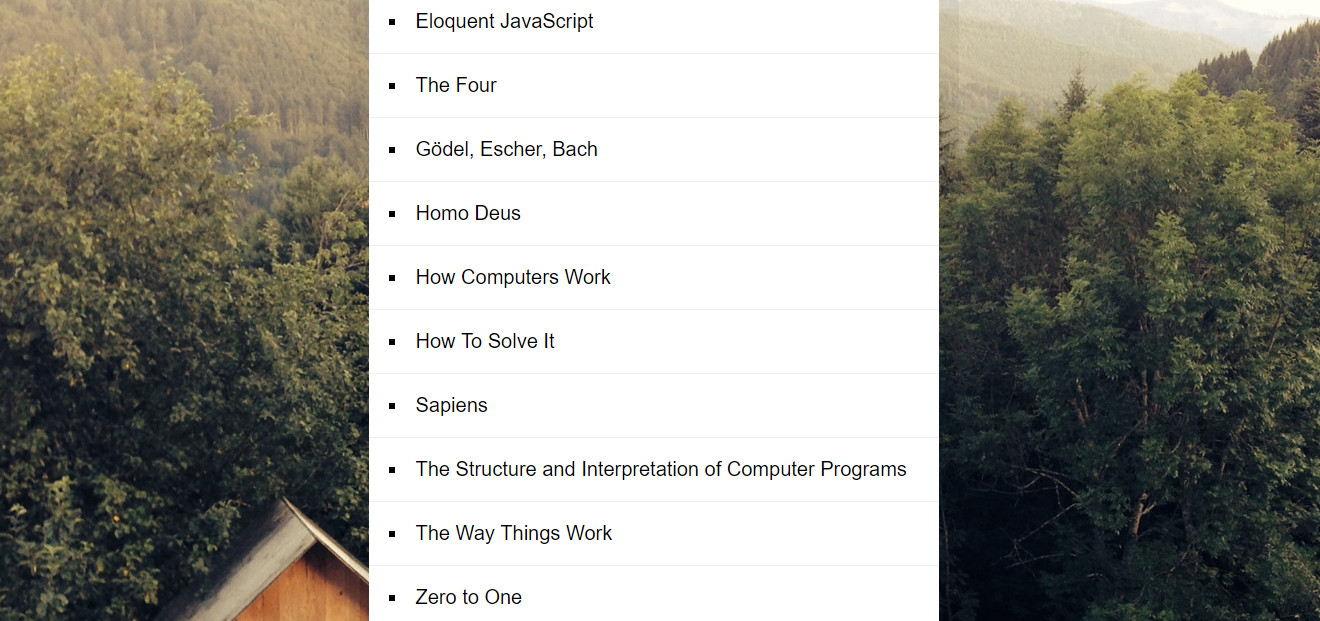 Eloquent JavaScript
The Four
Gödel, Escher, Bach
Homo Deus
How Computers Work
How To Solve It
Sapiens
The Structure and Interpretation of Computer Programs
The Way Things Work
Zero to One